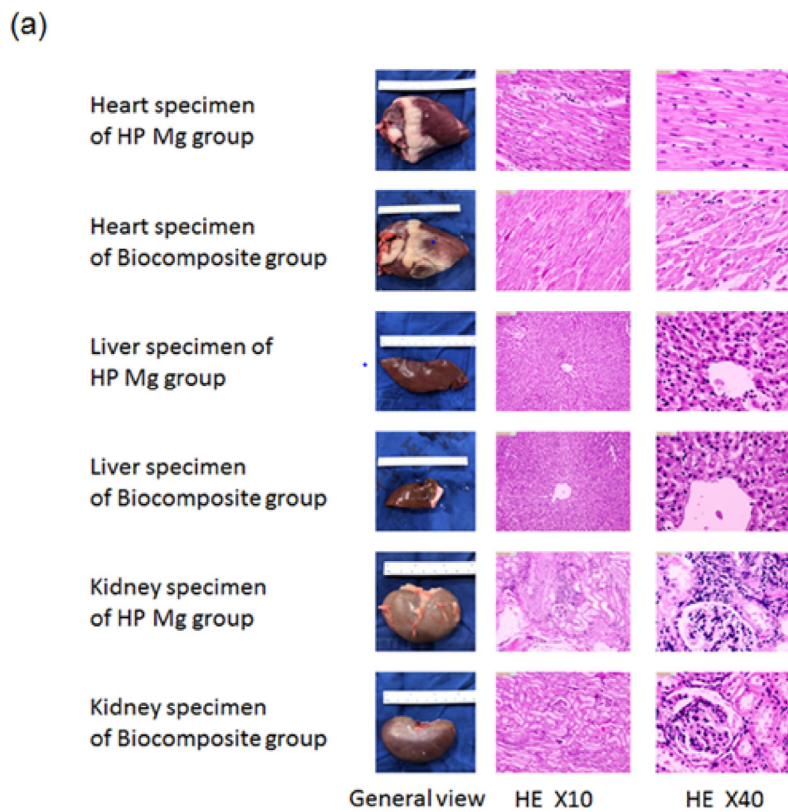 (a)
Heart specimen
of HP Mg group
Heart specimen
of Biocomposite group
Liver specimen of
HP Mg group
Liver specimen
of Biocomposite group
Kidney specimen
of HP Mg group
Kidney specimen
of Biocomposite group
General view HE X10 HE X40